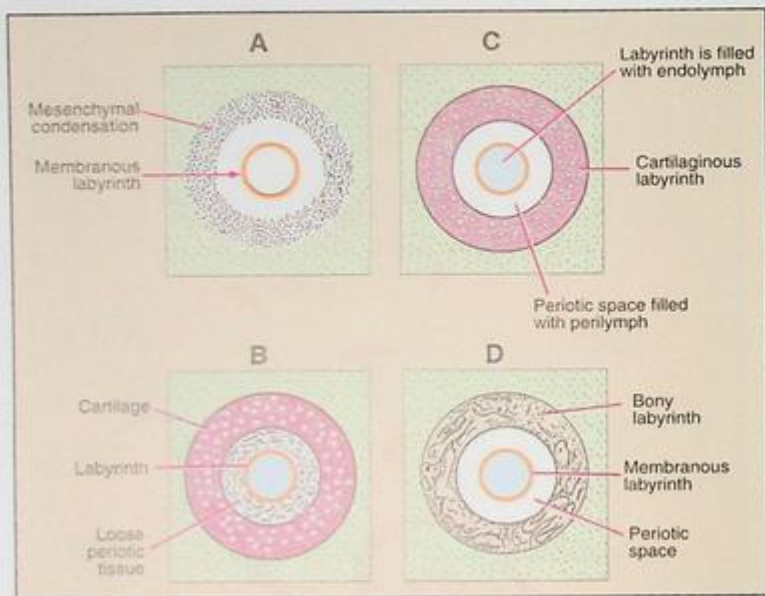 A
Mesenchymal
condensation
Membranous
labyrinth
C
Labyrinth is filled
with endolymph
Cartilaginous
labyrinth
Periotic space filled
with perilymph
B
Cartilage
Labyrinth
Loose
periotic
tissue
D
Bony
labyrinth
Membranous
labyrinth
Periotic
space